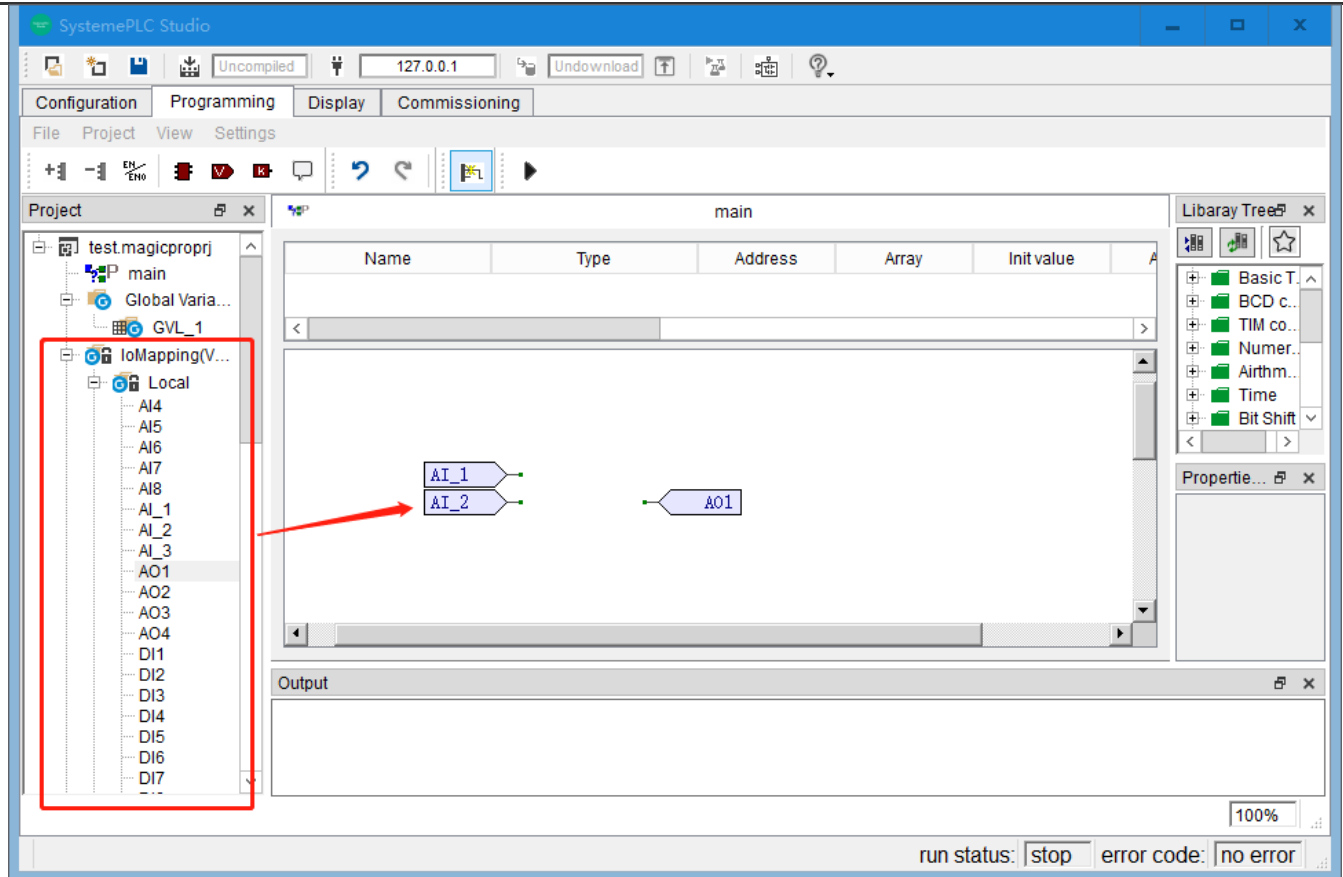 SystemePLC Studio
Uncompiled 127.0.0.1 Undownload
Configuration Programming Display Commissioning
File Project View Settings
EN ENO V k
Project
main
Libaray Tree
test.magicproprj
main
Global Varia...
GVL_1
IoMapping(V...
Local
AI4
AI5
AI6
AI7
AI8
AI_1
AI_2
AI_3
AO1
AO2
AO3
AO4
DI1
DI2
DI3
DI4
DI5
DI6
DI7
Name Type Address Array Init value A
AI_1
AI_2 AO1
Basic T..
BCD c...
TIM co...
Numer..
Airthm...
Time
Bit Shift
Propertie...
Output
100%
run status: stop error code: no error